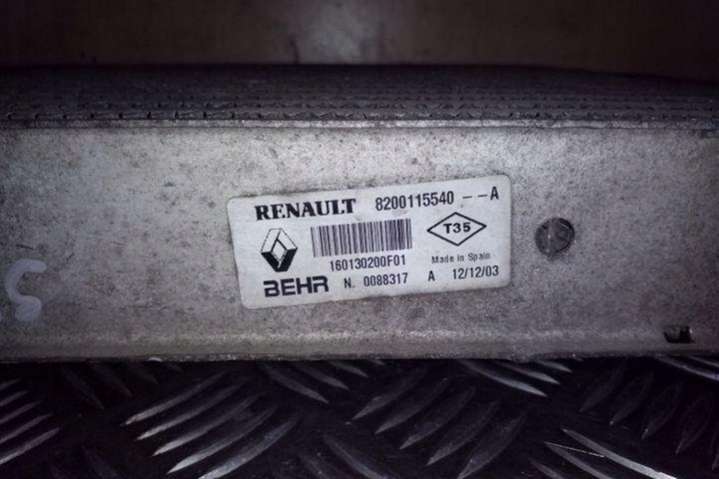 RENAULT 8200115540 --A
T35
160130200F01 Made in Spain
BEHR N. 0088317 A 12/12/03
S